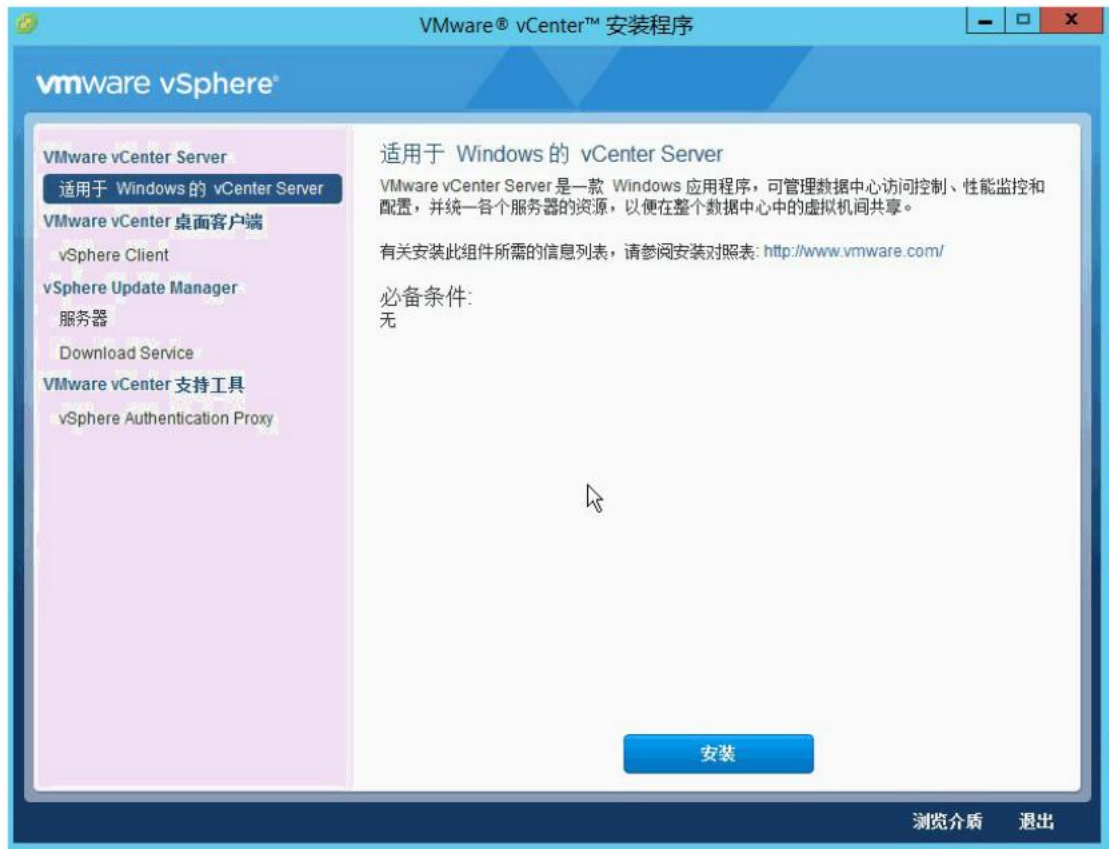 VMware® vCenter™ 安装程序
vmware vSphere®
VMware vCenter Server
适用于 Windows 的 vCenter Server
VMware vCenter 桌面客户端
vSphere Client
vSphere Update Manager
服务器
Download Service
VMware vCenter 支持工具
vSphere Authentication Proxy
适用于 Windows 的 vCenter Server
VMware vCenter Server 是一款 Windows 应用程序，可管理数据中心访问控制、性能监控和
配置，并统一各个服务器的资源，以便在整个数据中心中的虚拟机间共享。
有关安装此组件所需的信息列表，请参阅安装对照表: http://www.vmware.com/
必备条件:
无
安装
浏览介质 退出